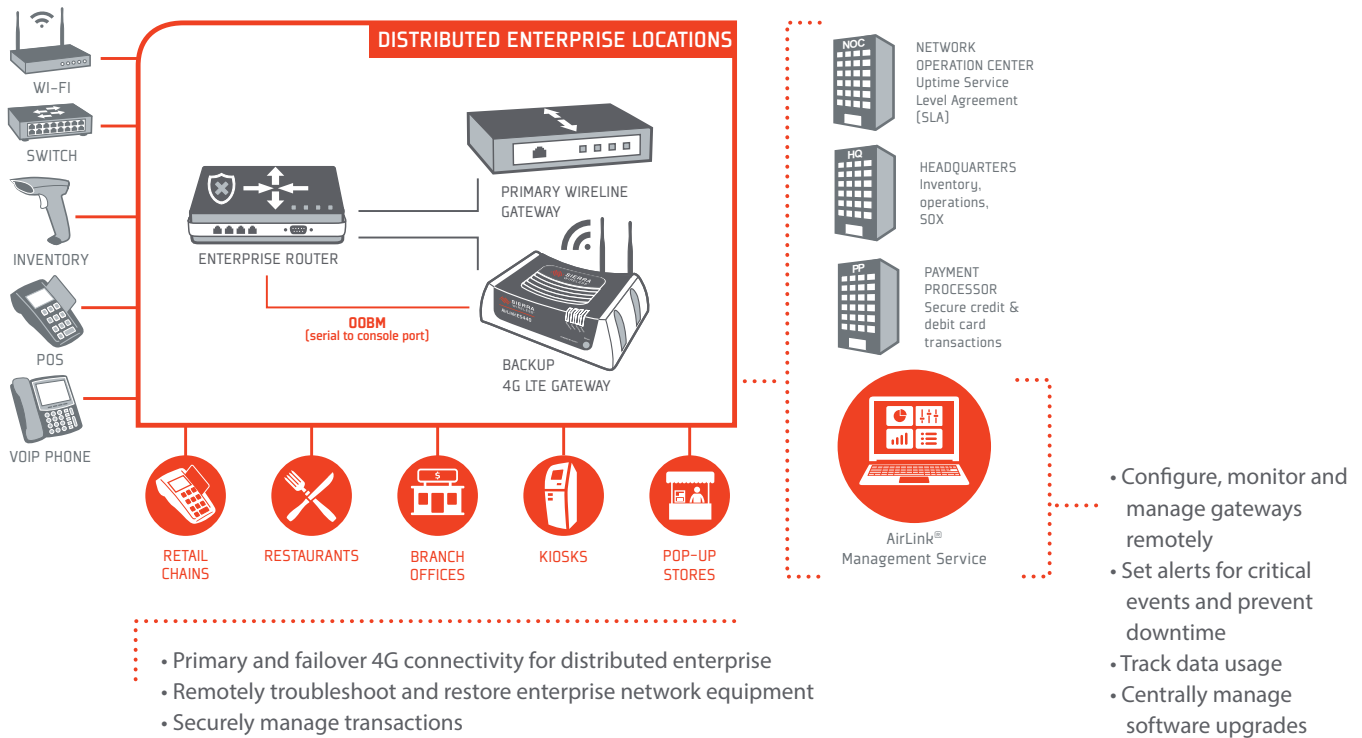 DISTRIBUTED ENTERPRISE LOCATIONS
WI-FI
SWITCH
INVENTORY
POS
VOIP PHONE
PRIMARY WIRELINE
GATEWAY
ENTERPRISE ROUTER
OOBM
(serial to console port)
SIERRA
WIRELESS
SIERRA
WIRELESS
BACKUP
4G LTE GATEWAY
RETAIL
CHAINS
RESTAURANTS
$
BRANCH
OFFICES
KIOSKS
POP-UP
STORES
NOC
NETWORK
OPERATION CENTER
Uptime Service
Level Agreement
(SLA)
HQ
HEADQUARTERS
Inventory,
operations,
SOX
PP
PAYMENT
PROCESSOR
Secure credit &
debit card
transactions
AirLink®
Management Service
• Configure, monitor and
manage gateways
remotely
• Set alerts for critical
events and prevent
downtime
• Track data usage
• Centrally manage
software upgrades
• Primary and failover 4G connectivity for distributed enterprise
• Remotely troubleshoot and restore enterprise network equipment
• Securely manage transactions